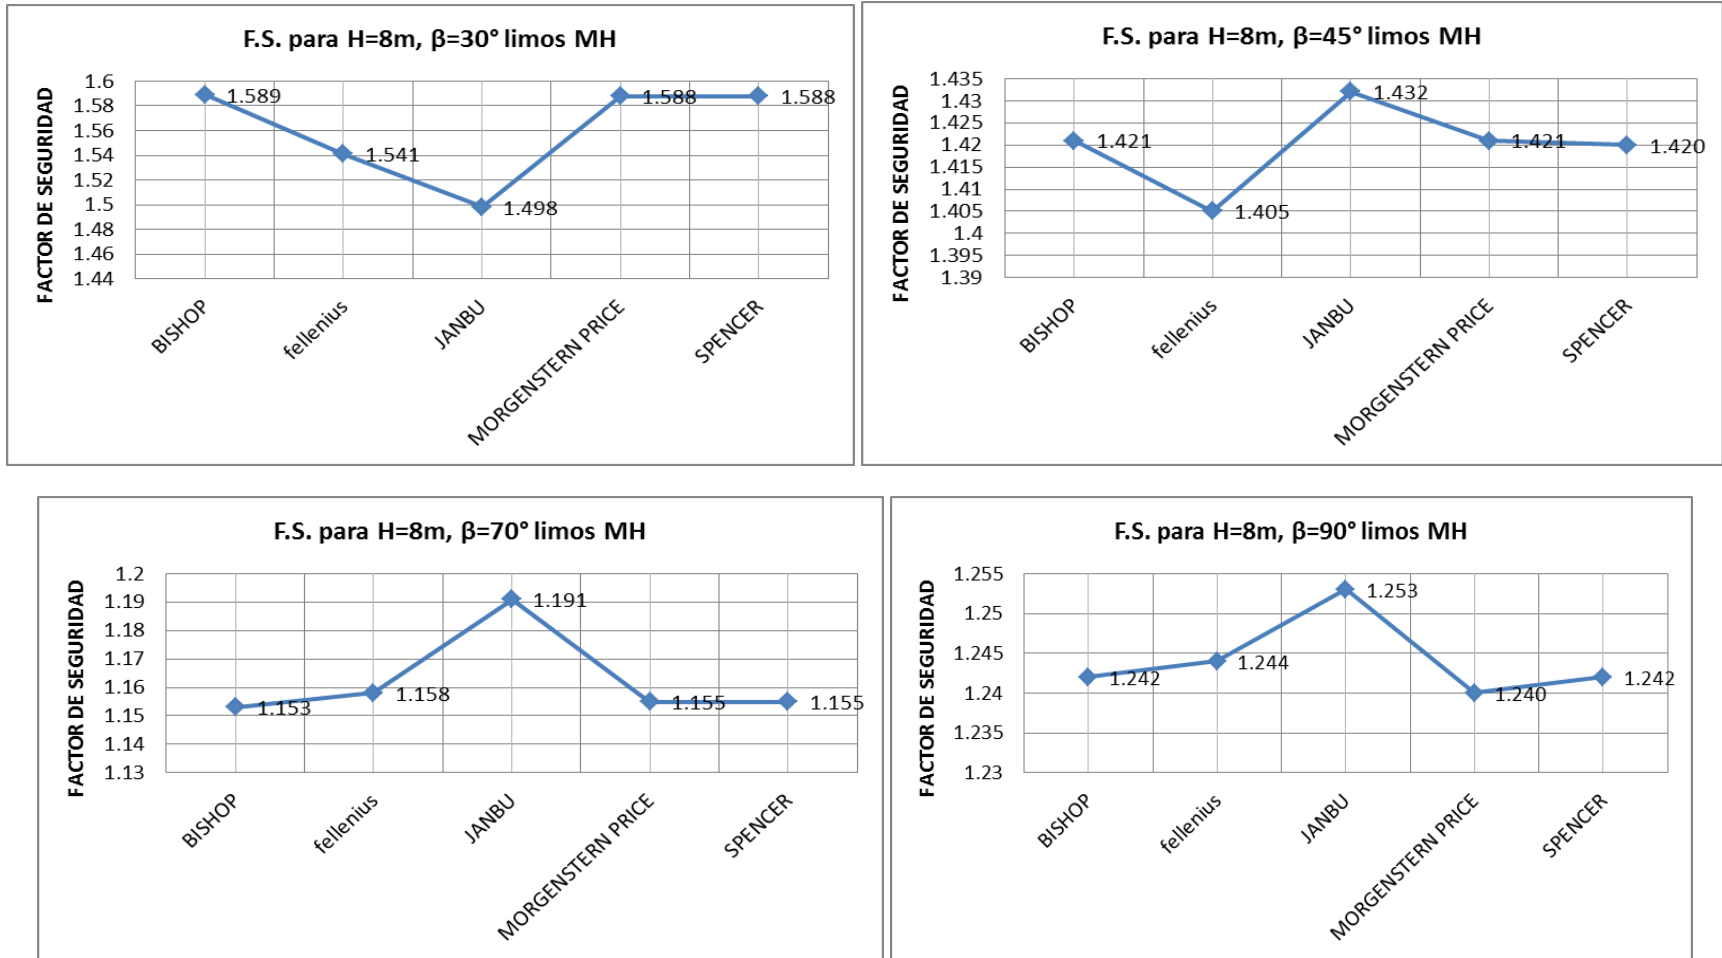 F.S. para H=8m, β=30° limos MH
FACTOR DE SEGURIDAD
1.6
1.58
1.56
1.54
1.52
1.5
1.48
1.46
1.44
1.589
1.541
1.498
1.588
1.588
BISHOP
fellenius
JANBU
MORGENSTERN PRICE
SPENCER
F.S. para H=8m, β=45° limos MH
FACTOR DE SEGURIDAD
1.435
1.43
1.425
1.42
1.415
1.41
1.405
1.4
1.395
1.39
1.421
1.405
1.432
1.421
1.420
BISHOP
fellenius
JANBU
MORGENSTERN PRICE
SPENCER
F.S. para H=8m, β=70° limos MH
FACTOR DE SEGURIDAD
1.2
1.19
1.18
1.17
1.16
1.15
1.14
1.13
1.153
1.158
1.191
1.155
1.155
BISHOP
fellenius
JANBU
MORGENSTERN PRICE
SPENCER
F.S. para H=8m, β=90° limos MH
FACTOR DE SEGURIDAD
1.255
1.25
1.245
1.24
1.235
1.23
1.242
1.244
1.253
1.240
1.242
BISHOP
fellenius
JANBU
MORGENSTERN PRICE
SPENCER